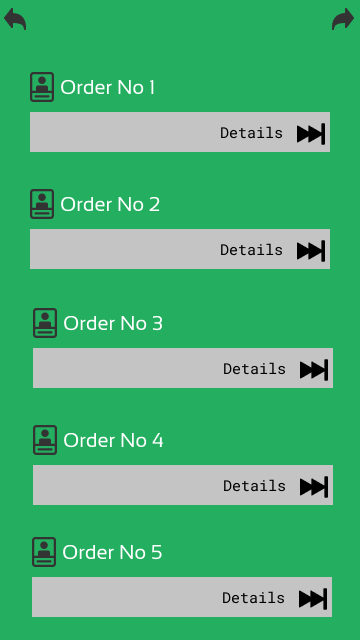 Order No 1
Details
Order No 2
Details
Order No 3
Details
Order No 4
Details
Order No 5
Details